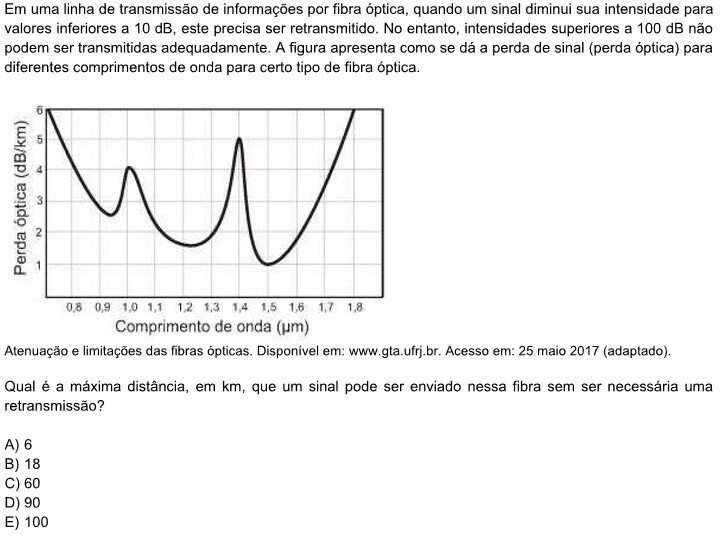 Em uma linha de transmissão de informações por fibra óptica, quando um sinal diminui sua intensidade para
valores inferiores a 10 dB, este precisa ser retransmitido. No entanto, intensidades superiores a 100 dB não
podem ser transmitidas adequadamente. A figura apresenta como se dá a perda de sinal (perda óptica) para
diferentes comprimentos de onda para certo tipo de fibra óptica.
Perda óptica (dB/km)
6
5
4
3
2
1
0,8 0,9 1,0 1,1 1,2 1,3 1,4 1,5 1,6 1,7 1,8
Comprimento de onda (μm)
Atenuação e limitações das fibras ópticas. Disponível em: www.gta.ufrj.br. Acesso em: 25 maio 2017 (adaptado).
Qual é a máxima distância, em km, que um sinal pode ser enviado nessa fibra sem ser necessária uma
retransmissão?
A) 6
B) 18
C) 60
D) 90
E) 100